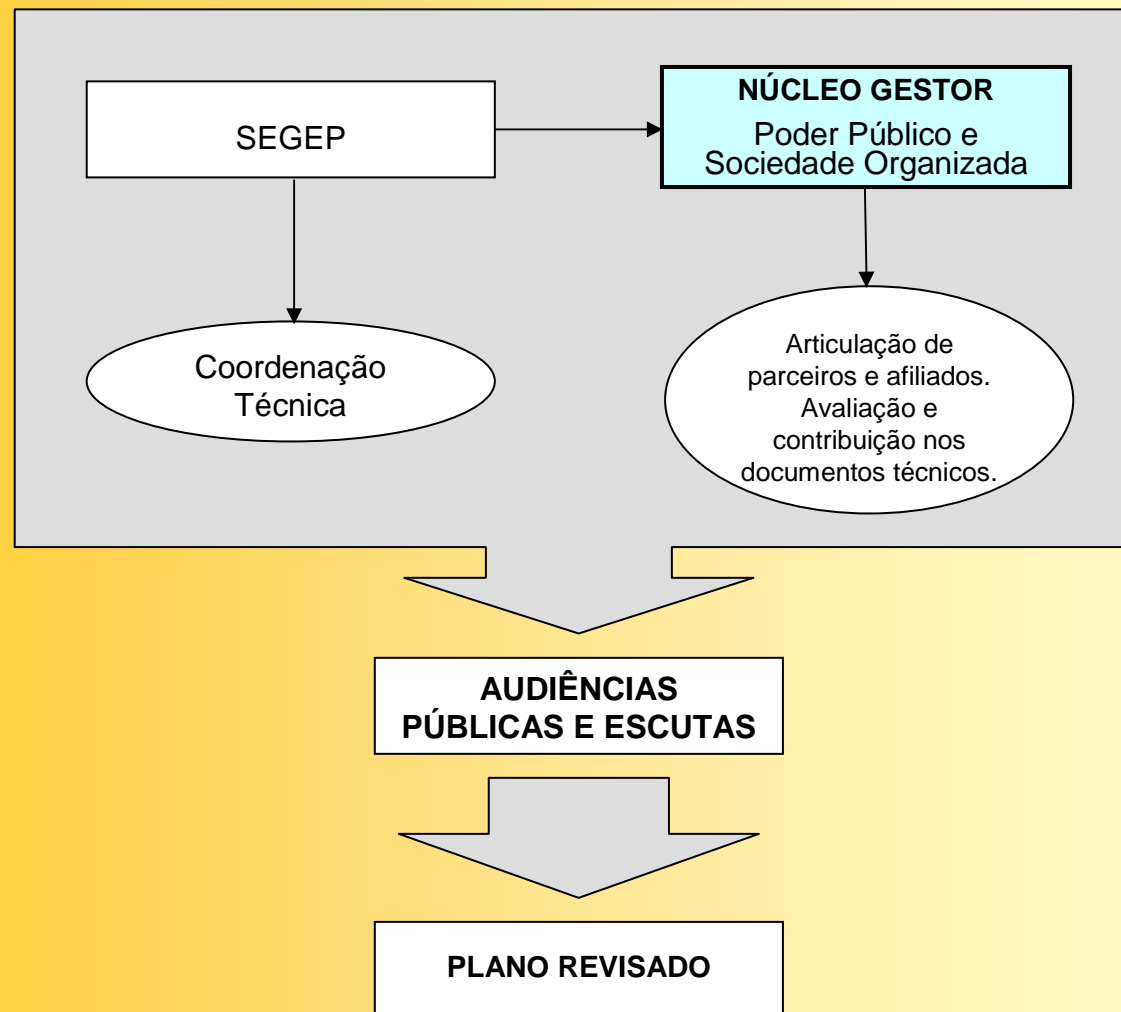 SEGEP
NÚCLEO GESTOR
Poder Público e
Sociedade Organizada
Coordenação
Técnica
Articulação de
parceiros e afiliados.
Avaliação e
contribuição nos
documentos técnicos.
AUDIÊNCIAS
PÚBLICAS E ESCUTAS
PLANO REVISADO